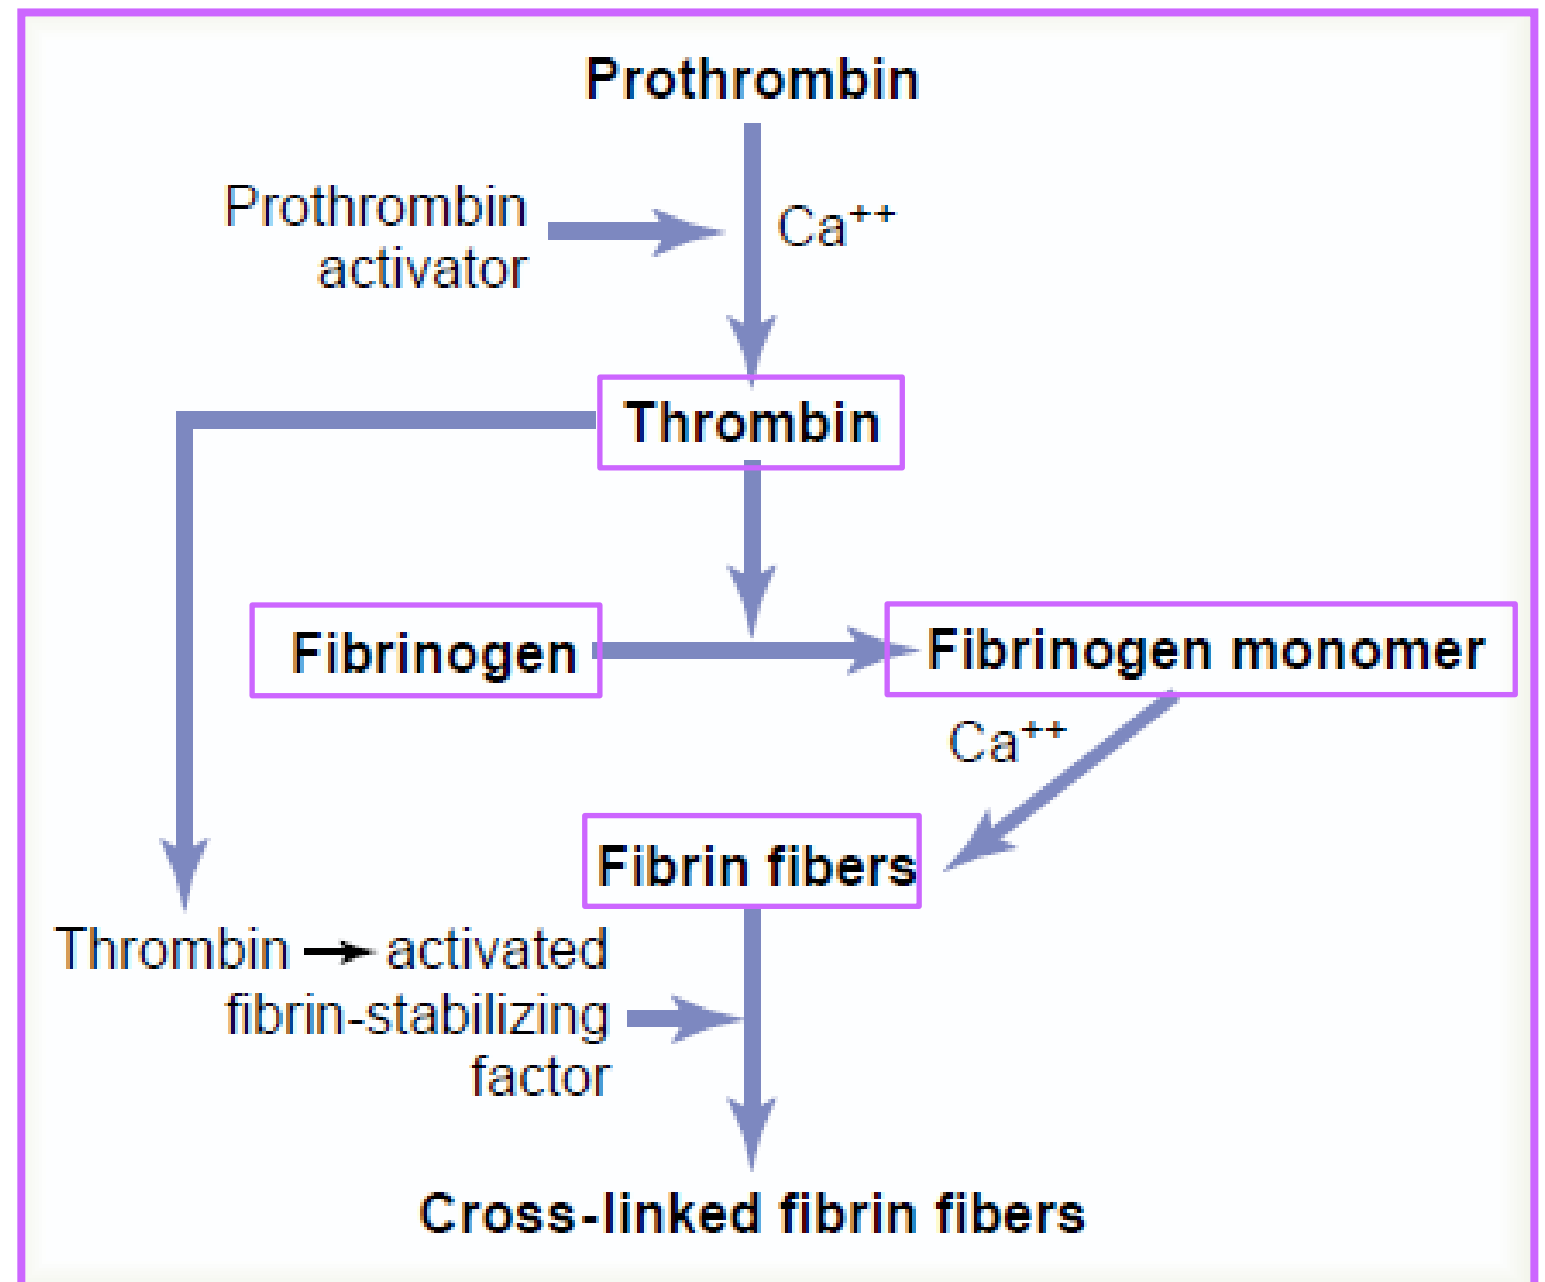 Prothrombin
Prothrombin
activator
Ca⁺⁺
Thrombin
Fibrinogen
Fibrinogen monomer
Ca⁺⁺
Fibrin fibers
Thrombin → activated
fibrin-stabilizing
factor
Cross-linked fibrin fibers